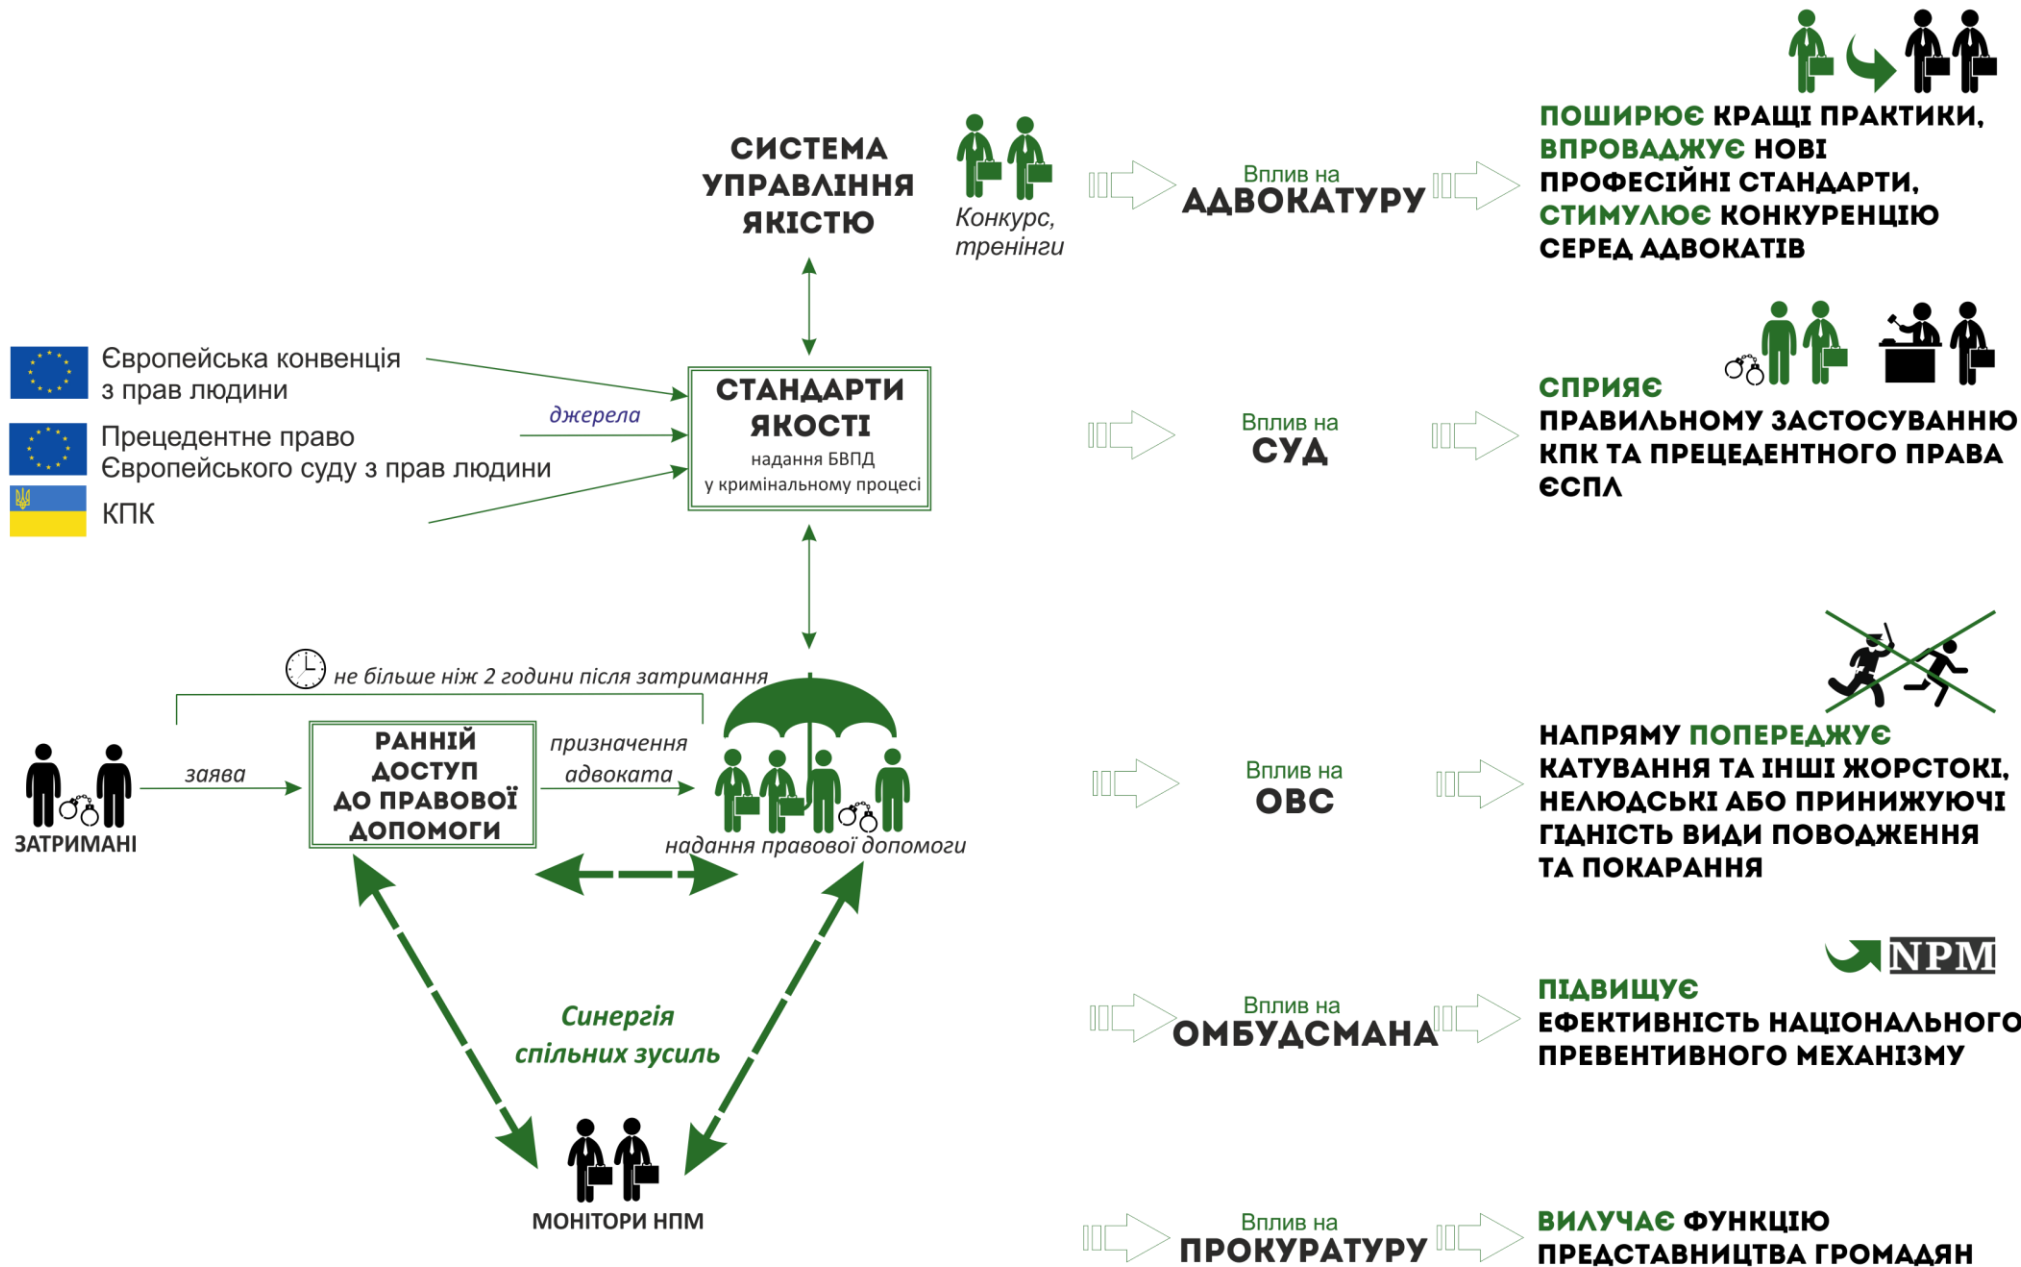 СИСТЕМА
УПРАВЛІННЯ
ЯКІСТЮ
Конкурс,
тренінги
Європейська конвенція
з прав людини
Прецедентне право
Європейського суду з прав людини
КПК
джерела
СТАНДАРТИ
ЯКОСТІ
надання БВПД
у кримінальному процесі
не більше ніж 2 години після затримання
ЗАТРИМАНІ
заява
РАННІЙ
ДОСТУП
ДО ПРАВОВОЇ
ДОПОМОГИ
призначення
адвоката
надання правової допомоги
Синергія
спільних зусиль
МОНІТОРИ НПМ
Вплив на
АДВОКАТУРУ
ПОШИРЮЄ КРАЩІ ПРАКТИКИ,
ВПРОВАДЖУЄ НОВІ
ПРОФЕСІЙНІ СТАНДАРТИ,
СТИМУЛЮЄ КОНКУРЕНЦІЮ
СЕРЕД АДВОКАТІВ
Вплив на
СУД
СПРИЯЄ
ПРАВИЛЬНОМУ ЗАСТОСУВАННЮ
КПК ТА ПРЕЦЕДЕНТНОГО ПРАВА
ЄСПЛ
Вплив на
ОВС
НАПРЯМУ ПОПЕРЕДЖУЄ
КАТУВАННЯ ТА ІНШІ ЖОРСТОКІ,
НЕЛЮДСЬКІ АБО ПРИНИЖУЮЧІ
ГІДНІСТЬ ВИДИ ПОВОДЖЕННЯ
ТА ПОКАРАННЯ
Вплив на
ОМБУДСМАНА
NPM
ПІДВИЩУЄ
ЕФЕКТИВНІСТЬ НАЦІОНАЛЬНОГО
ПРЕВЕНТИВНОГО МЕХАНІЗМУ
Вплив на
ПРОКУРАТУРУ
ВИЛУЧАЄ ФУНКЦІЮ
ПРЕДСТАВНИЦТВА ГРОМАДЯН